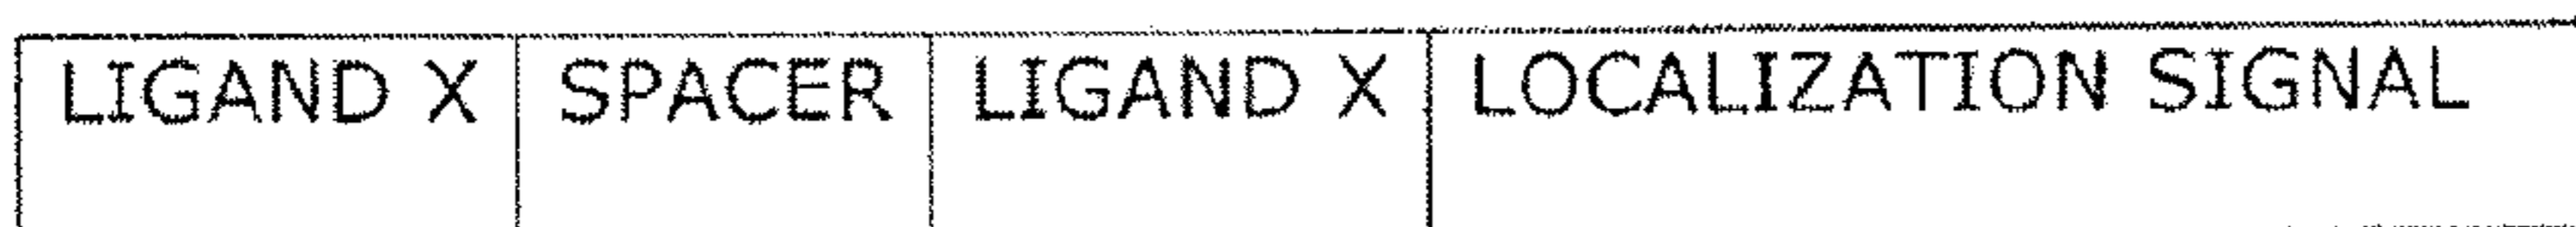 LIGAND X SPACER LIGAND X LOCALIZATION SIGNAL